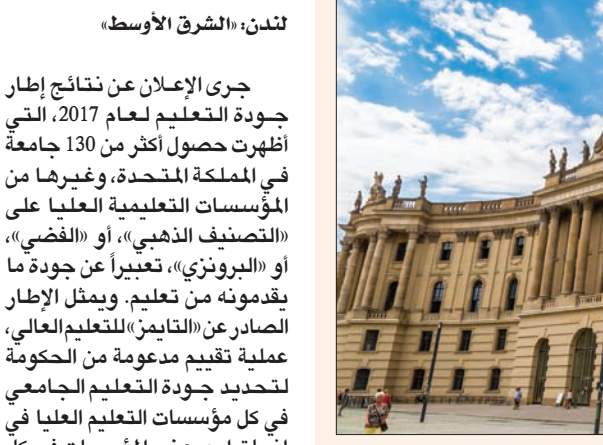 لندن: «الشرق الأوسط»
جرى الإعلان عن نتائج إطار
جودة التعليم لعام 2017، التي
أظهرت حصول أكثر من 130 جامعة
في المملكة المتحدة، وغيرها من
المؤسسات التعليمية العليا على
«التصنيف الذهبي»، أو «الفضي»،
أو «البرونزي»، تعبيراً عن جودة ما
يقدمونه من تعليم. ويمثل الإطار
الصادر عن «التايمز» للتعليم العالي،
عملية تقييم مدعومة من الحكومة
لتحديد جودة التعليم الجامعي
في كل مؤسسات التعليم العليا في